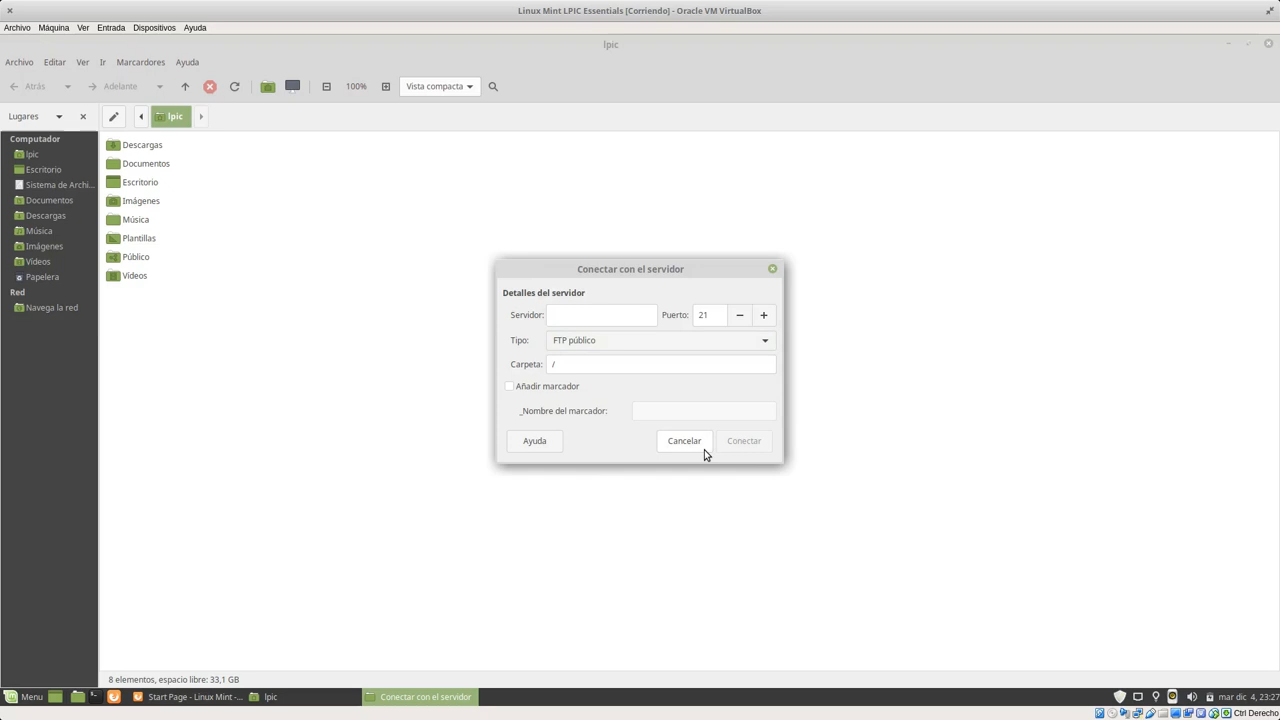 Linux Mint LPIC Essentials [Corriendo] - Oracle VM VirtualBox
Archivo Máquina Ver Entrada Dispositivos Ayuda
lpic
Archivo Editar Ver Ir Marcadores Ayuda
Atrás Adelante 100% Vista compacta
Lugares lpic
Computador
lpic
Escritorio
Sistema de Archi...
Documentos
Descargas
Música
Imágenes
Vídeos
Papelera
Red
Navega la red
Descargas
Documentos
Escritorio
Imágenes
Música
Plantillas
Público
Vídeos
Conectar con el servidor
Detalles del servidor
Servidor: Puerto: 21
Tipo: FTP público
Carpeta: /
Añadir marcador
_Nombre del marcador:
Ayuda Cancelar Conectar
8 elementos, espacio libre: 33,1 GB
Menu Start Page - Linux Mint -... lpic Conectar con el servidor mar dic 4, 23:27
Ctrl Derecho